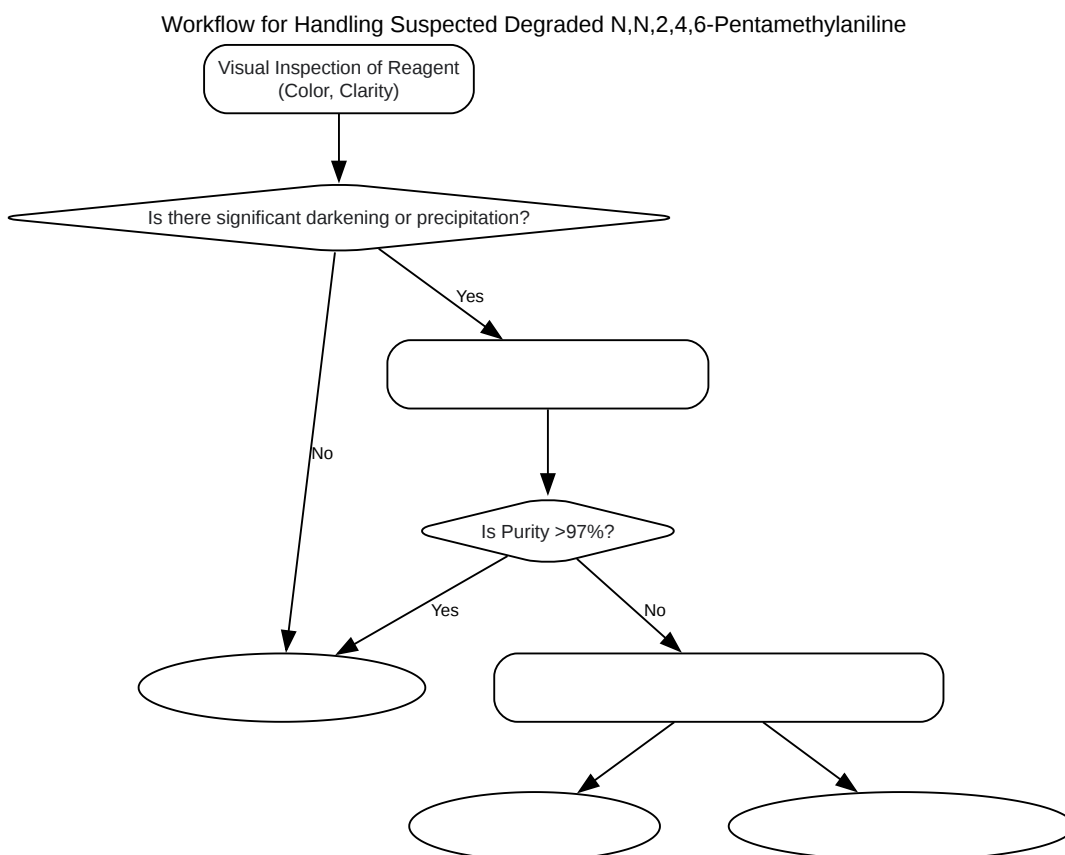 Workflow for Handling Suspected Degraded N,N,2,4,6-Pentamethylaniline
Visual Inspection of Reagent
(Color, Clarity)
Is there significant darkening or precipitation?
Yes
No
Is Purity >97%?
Yes
No